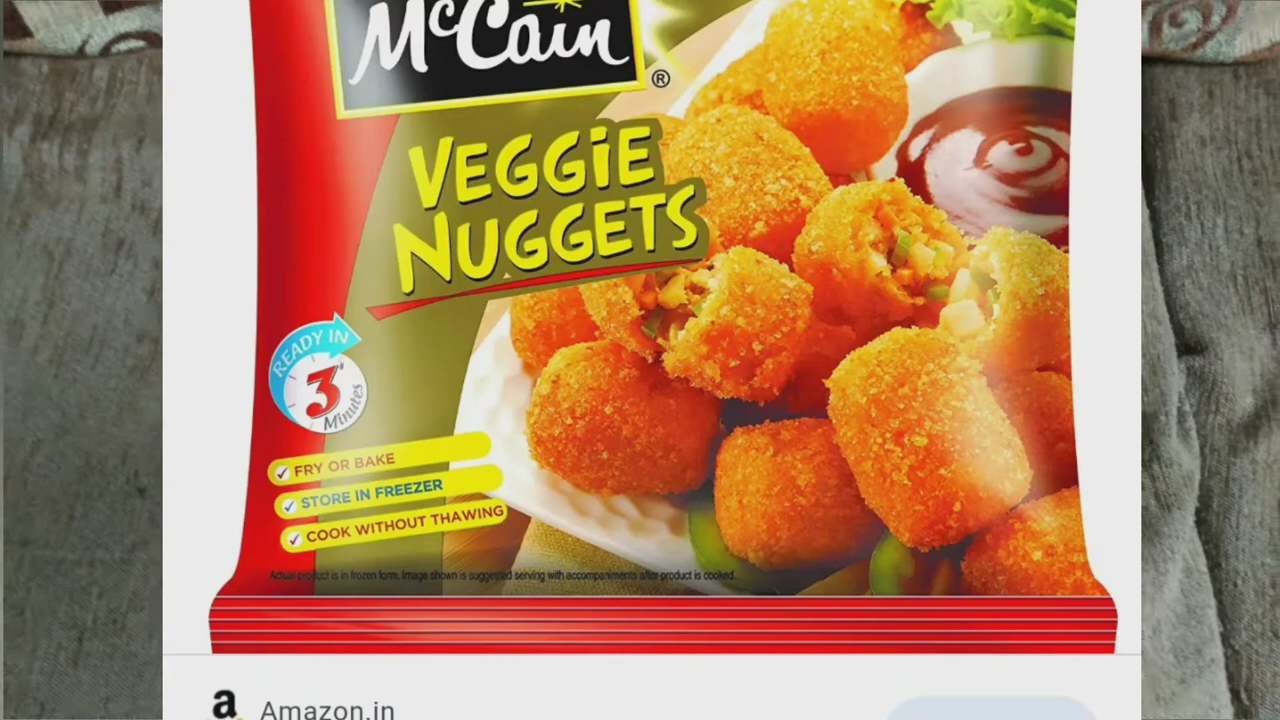 McCain
®
VEGGiE
NUGGETS
READY IN
3
Minutes
FRY OR BAKE
STORE IN FREEZER
COOK WITHOUT THAWING
Actual product is in frozen form. Image shown is suggested serving with accompaniments after product is cooked.
a
Amazon.in